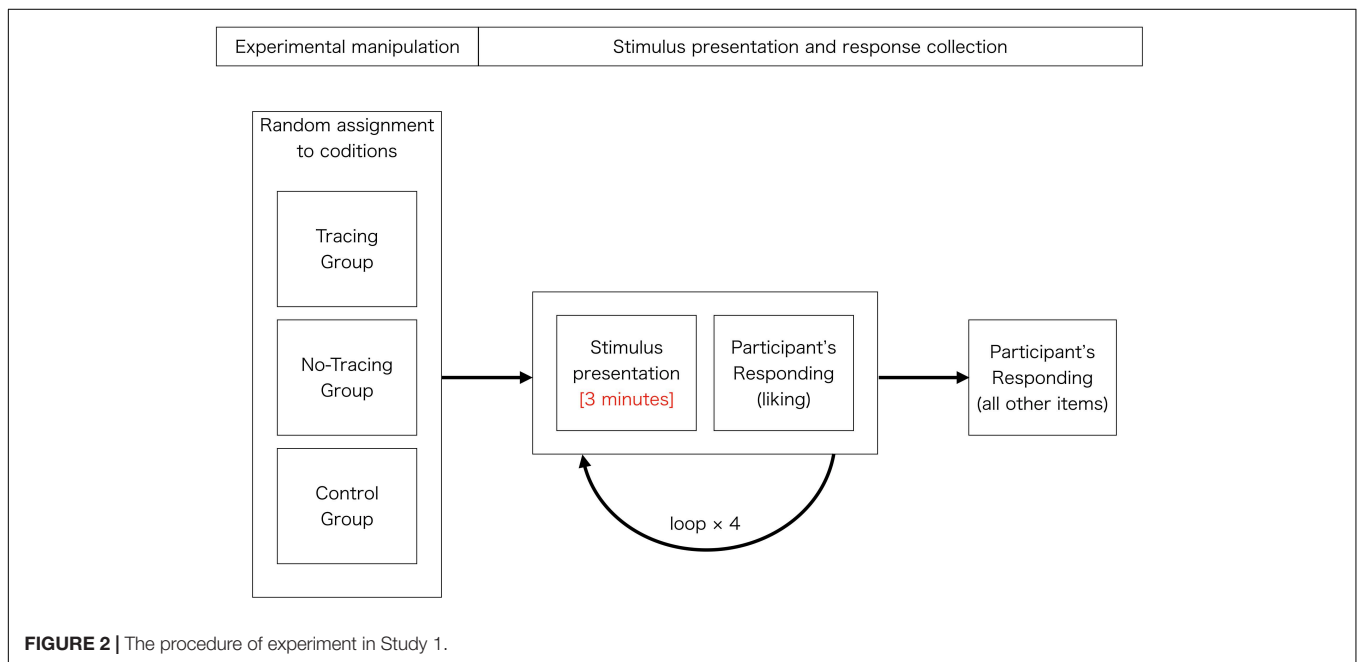 Experimental manipulation
Stimulus presentation and response collection
Random assignment
to coditions
Tracing
Group
No-Tracing
Group
Control
Group
Stimulus
presentation
[3 minutes]
Participant's
Responding
(liking)
Participant's
Responding
(all other items)
loop × 4
FIGURE 2 | The procedure of experiment in Study 1.